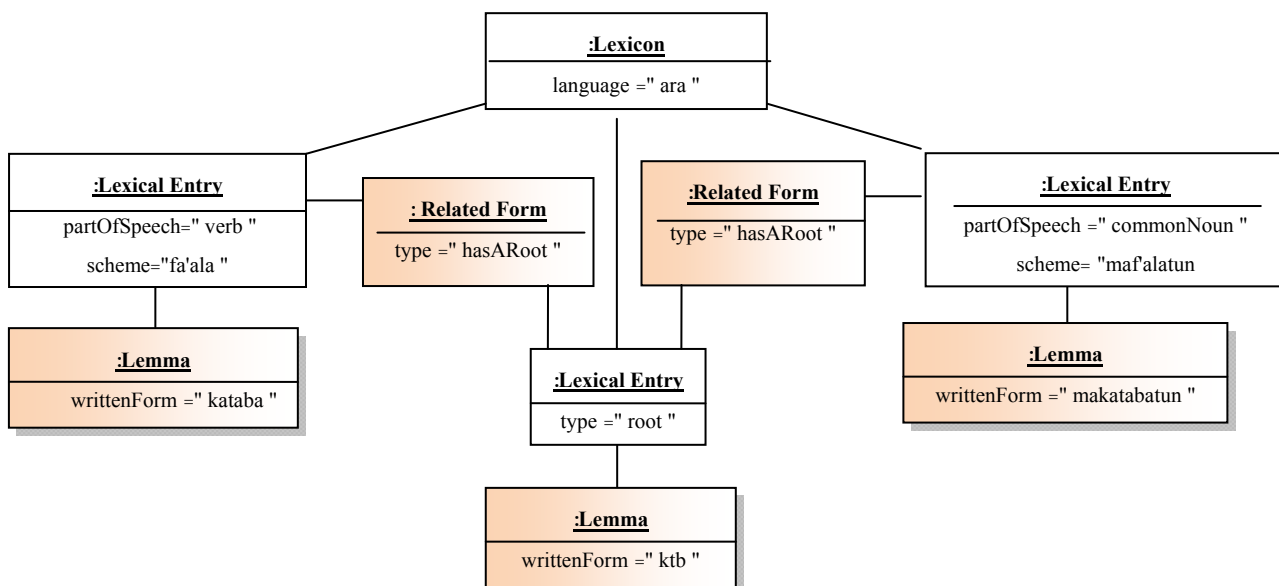 :Lexicon
language =" ara "
:Lexical Entry
partOfSpeech=" verb "
scheme="fa'ala "
: Related Form
type =" hasARoot "
:Related Form
type =" hasARoot "
:Lexical Entry
partOfSpeech =" commonNoun "
scheme= "maf'alatun
:Lemma
writtenForm =" kataba "
:Lexical Entry
type =" root "
:Lemma
writtenForm =" makatabatun "
:Lemma
writtenForm =" ktb "